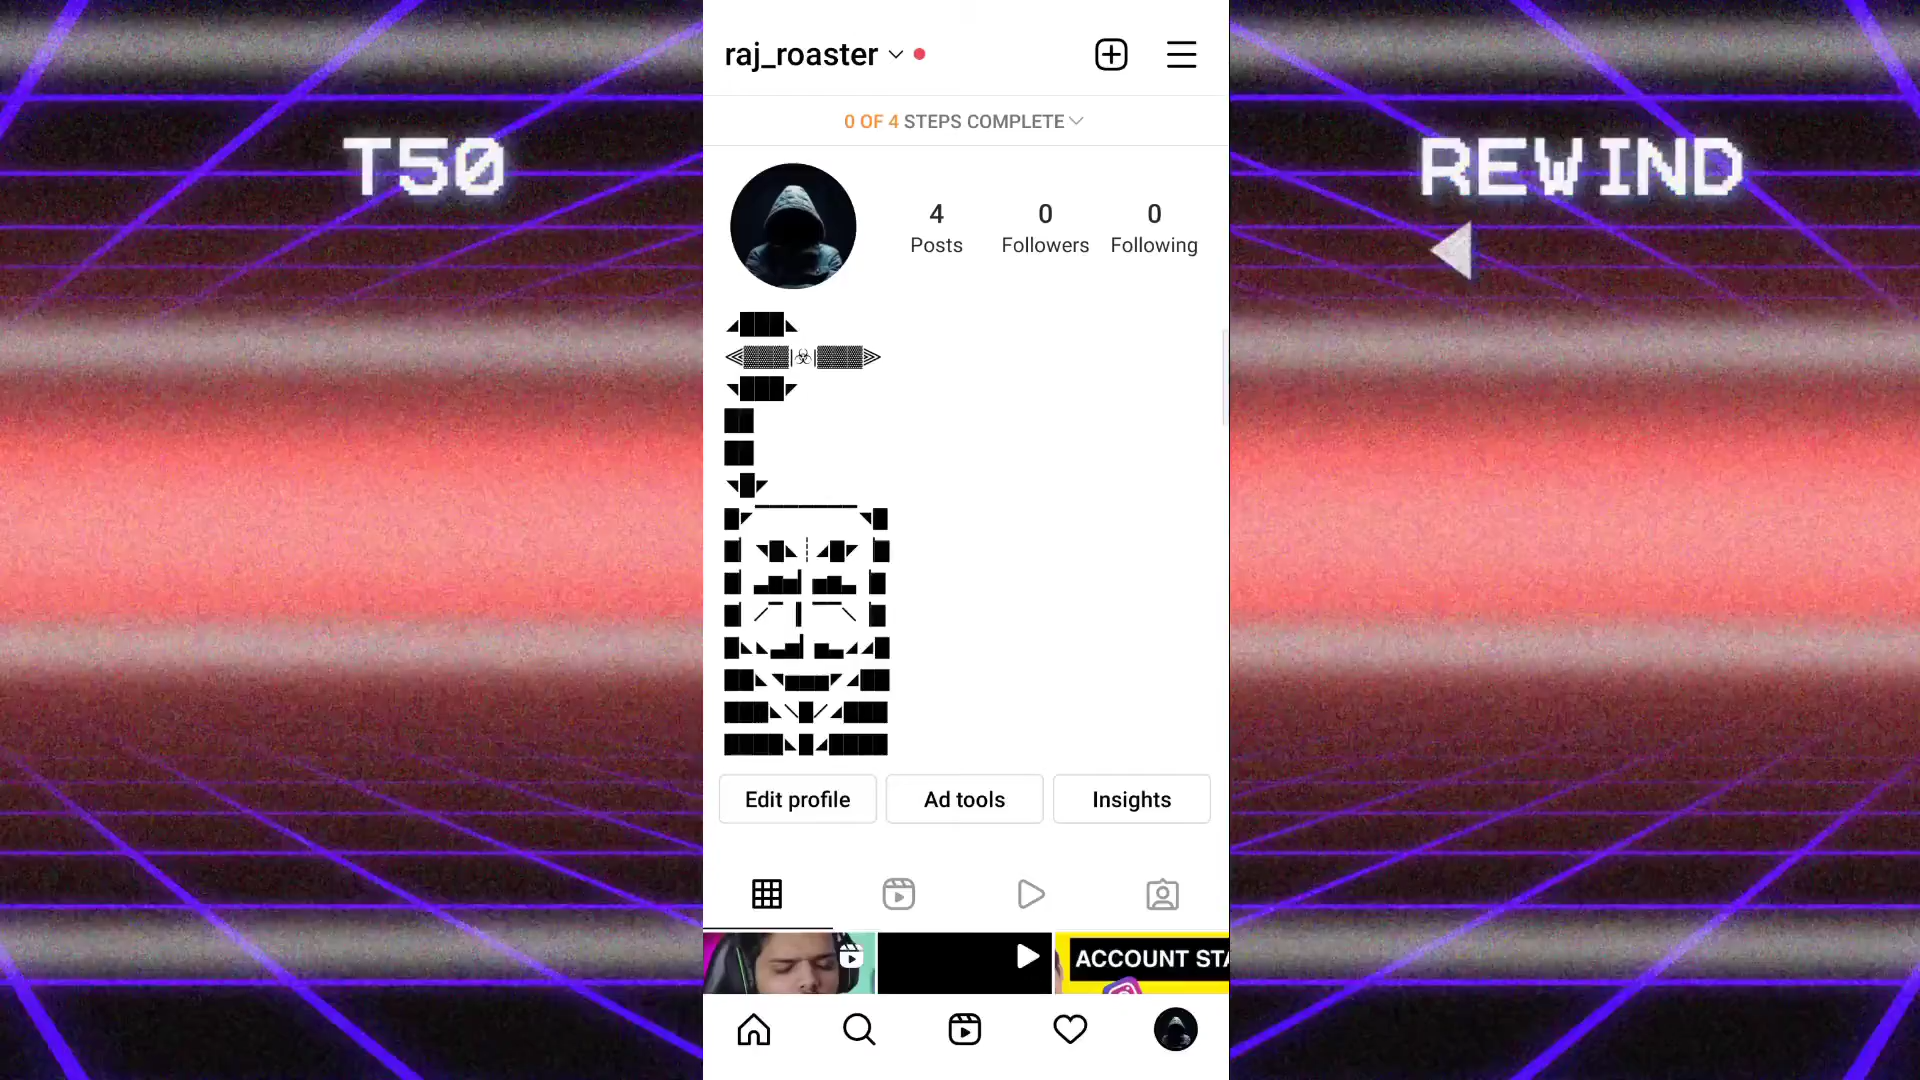 T50
REWIND
raj_roaster
0 OF 4 STEPS COMPLETE
4
Posts
0
Followers
0
Following
Edit profile
Ad tools
Insights
ACCOUNT STA